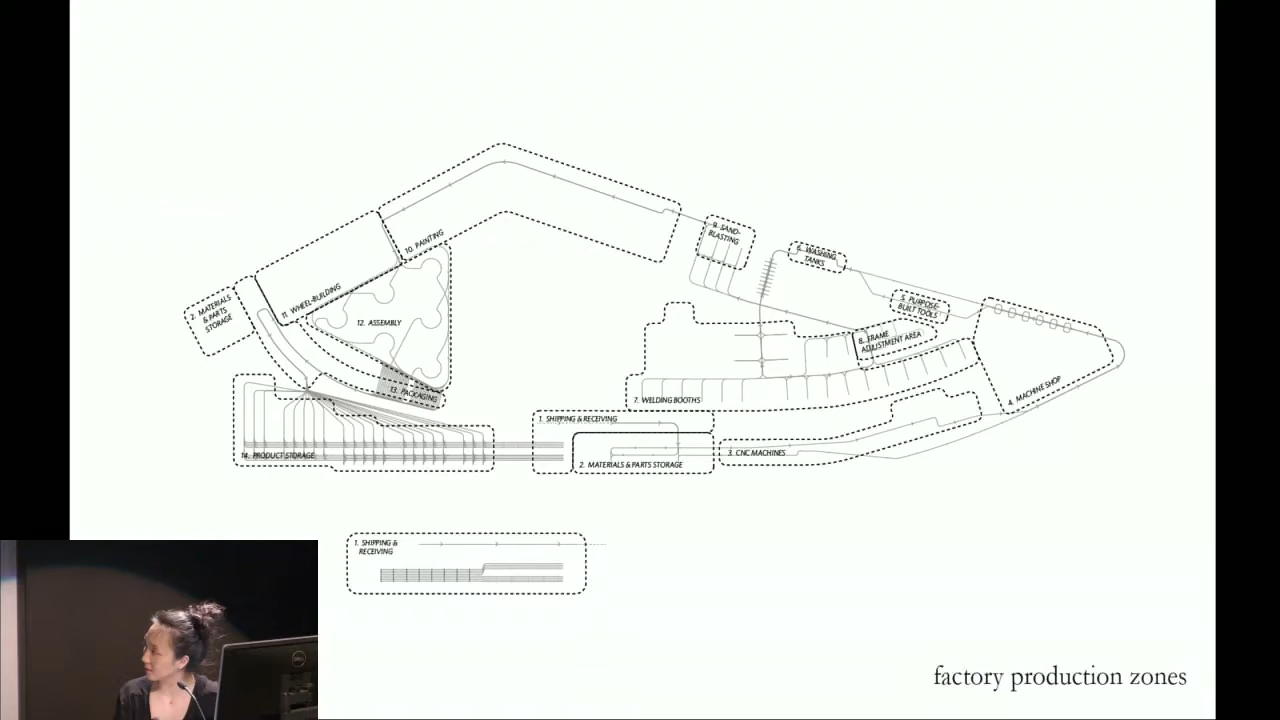 9. SAND-
BLASTING
10. PAINTING
6. WASHING
TANKS
5. PURPOSE-
BUILT TOOLS
2. MATERIALS
& PARTS
STORAGE
11. WHEEL-BUILDING
12. ASSEMBLY
8. FRAME
ADJUSTMENT AREA
13. PACKAGING
7. WELDING BOOTHS
4. MACHINE SHOP
1. SHIPPING & RECEIVING
14. PRODUCT STORAGE
2. MATERIALS & PARTS STORAGE
3. CNC MACHINES
1. SHIPPING &
RECEIVING
DELL
factory production zones